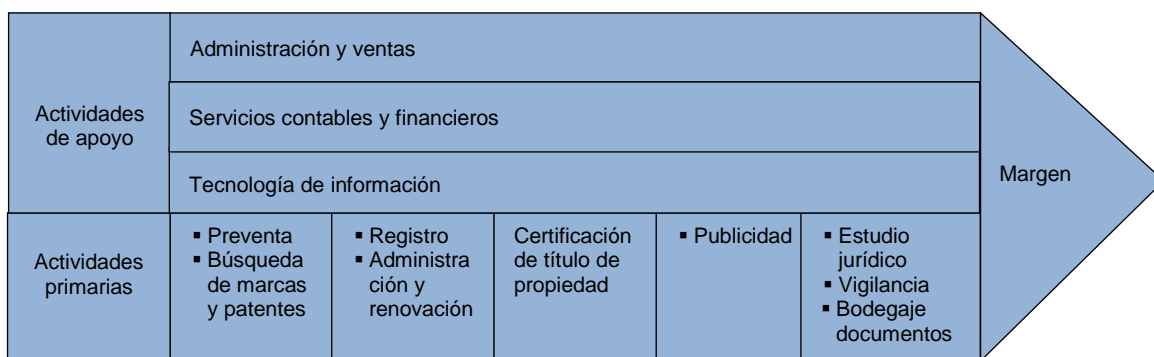 Administración y ventas
Actividades
de apoyo
Servicios contables y financieros
Tecnología de información
Margen
Actividades
primarias
▪ Preventa
▪ Búsqueda
de marcas
y patentes
▪ Registro
▪ Administra
ción y
renovación
Certificación
de título de
propiedad
▪ Publicidad
▪ Estudio
jurídico
▪ Vigilancia
▪ Bodegaje
documentos